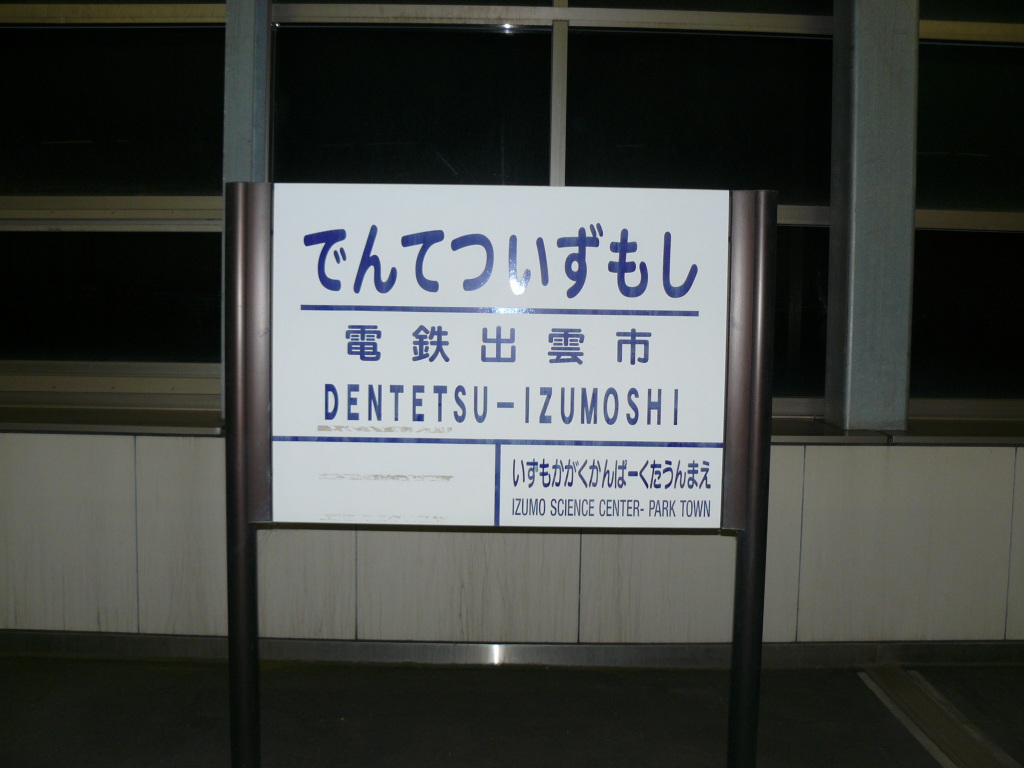 でんてついずもし
電鉄出雲市
DENTETSU-IZUMOSHI
いずもかがくかんぱーくたうんまえ
IZUMO SCIENCE CENTER- PARK TOWN